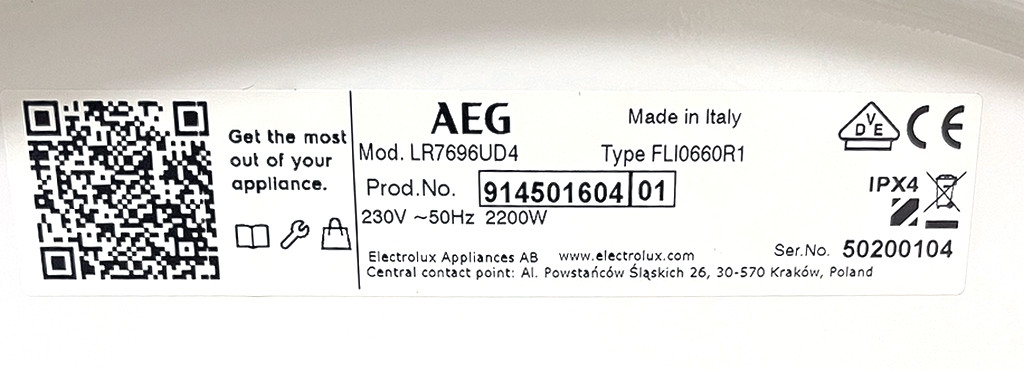 Get the most
out of your
appliance.
AEG
Made in Italy
Mod. LR7696UD4
Type FLI0660R1
Prod.No. 914501604 01
230V ~50Hz 2200W
Electrolux Appliances AB www.electrolux.com
Central contact point: Al. Powstańców Śląskich 26, 30-570 Kraków, Poland
DVE CE
IPX4
Ser.No. 50200104